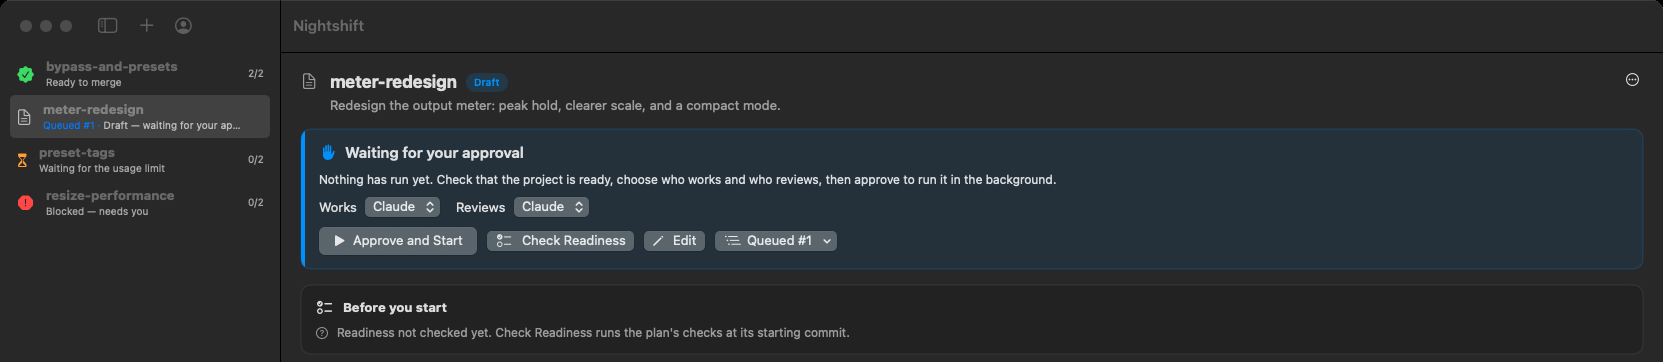 Nightshift
bypass-and-presets
Ready to merge
2/2
meter-redesign
Queued #1 · Draft — waiting for your ap...
preset-tags
Waiting for the usage limit
0/2
resize-performance
Blocked — needs you
0/2
meter-redesign Draft
Redesign the output meter: peak hold, clearer scale, and a compact mode.
Waiting for your approval
Nothing has run yet. Check that the project is ready, choose who works and who reviews, then approve to run it in the background.
Works Claude Reviews Claude
Approve and Start Check Readiness Edit Queued #1
Before you start
Readiness not checked yet. Check Readiness runs the plan's checks at its starting commit.